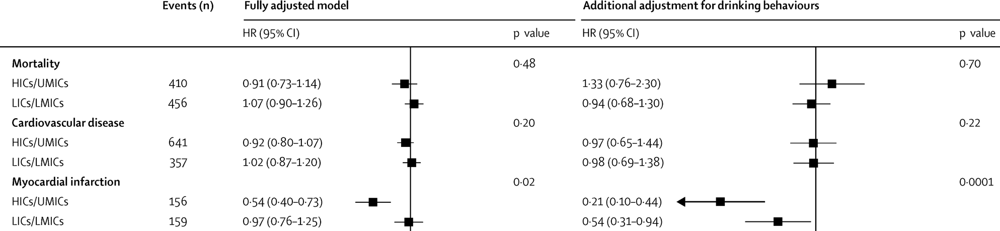 Events (n) Fully adjusted model Additional adjustment for drinking behaviours
HR (95% CI) p value HR (95% CI) p value
Mortality 0·48 0·70
HICs/UMICs 410 0·91 (0·73–1·14) 1·33 (0·76–2·30)
LICs/LMICs 456 1·07 (0·90–1·26) 0·94 (0·68–1·30)
Cardiovascular disease 0·20 0·22
HICs/UMICs 641 0·92 (0·80–1·07) 0·97 (0·65–1·44)
LICs/LMICs 357 1·02 (0·87–1·20) 0·98 (0·69–1·38)
Myocardial infarction 0·02 0·0001
HICs/UMICs 156 0·54 (0·40–0·73) 0·21 (0·10–0·44)
LICs/LMICs 159 0·97 (0·76–1·25) 0·54 (0·31–0·94)